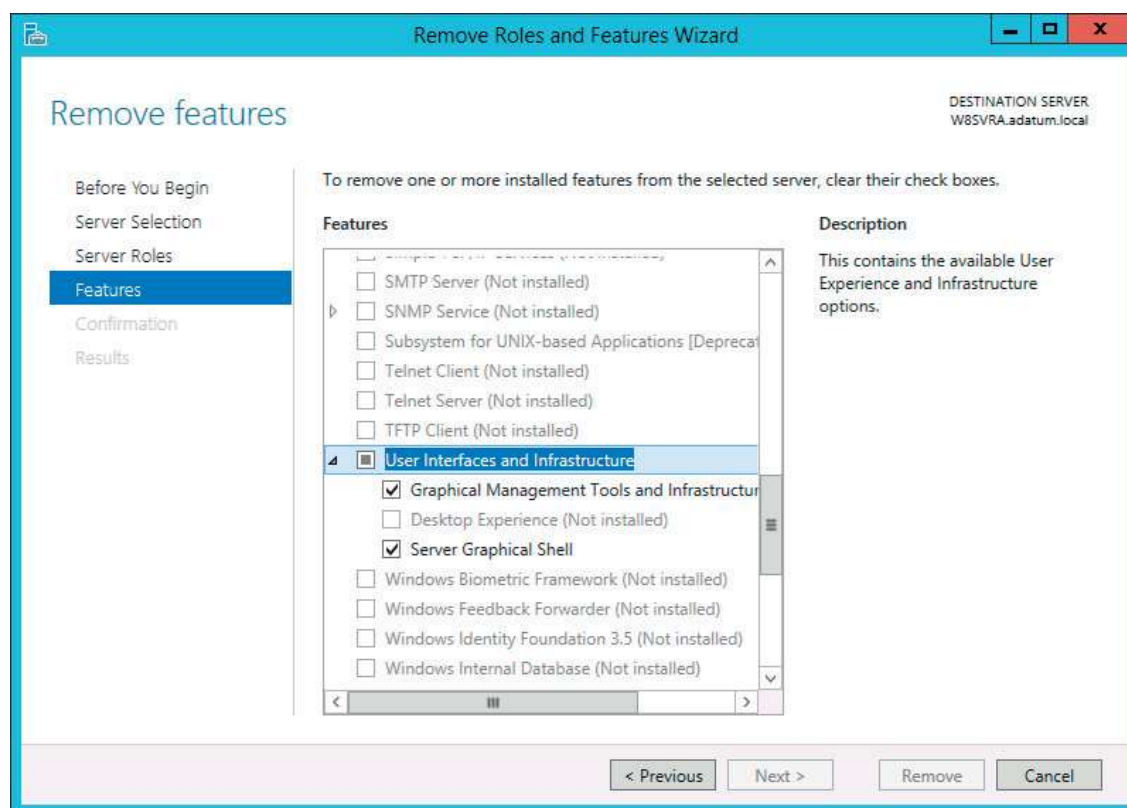 Remove Roles and Features Wizard
Remove features
DESTINATION SERVER
W8SVRA.adatum.local
Before You Begin
Server Selection
Server Roles
Features
Confirmation
Results
To remove one or more installed features from the selected server, clear their check boxes.
Features
SMTP Server (Not installed)
SNMP Service (Not installed)
Subsystem for UNIX-based Applications [Deprecat
Telnet Client (Not installed)
Telnet Server (Not installed)
TFTP Client (Not installed)
User Interfaces and Infrastructure
Graphical Management Tools and Infrastructur
Desktop Experience (Not installed)
Server Graphical Shell
Windows Biometric Framework (Not installed)
Windows Feedback Forwarder (Not installed)
Windows Identity Foundation 3.5 (Not installed)
Windows Internal Database (Not installed)
Description
This contains the available User
Experience and Infrastructure
options.
< Previous
Next >
Remove
Cancel